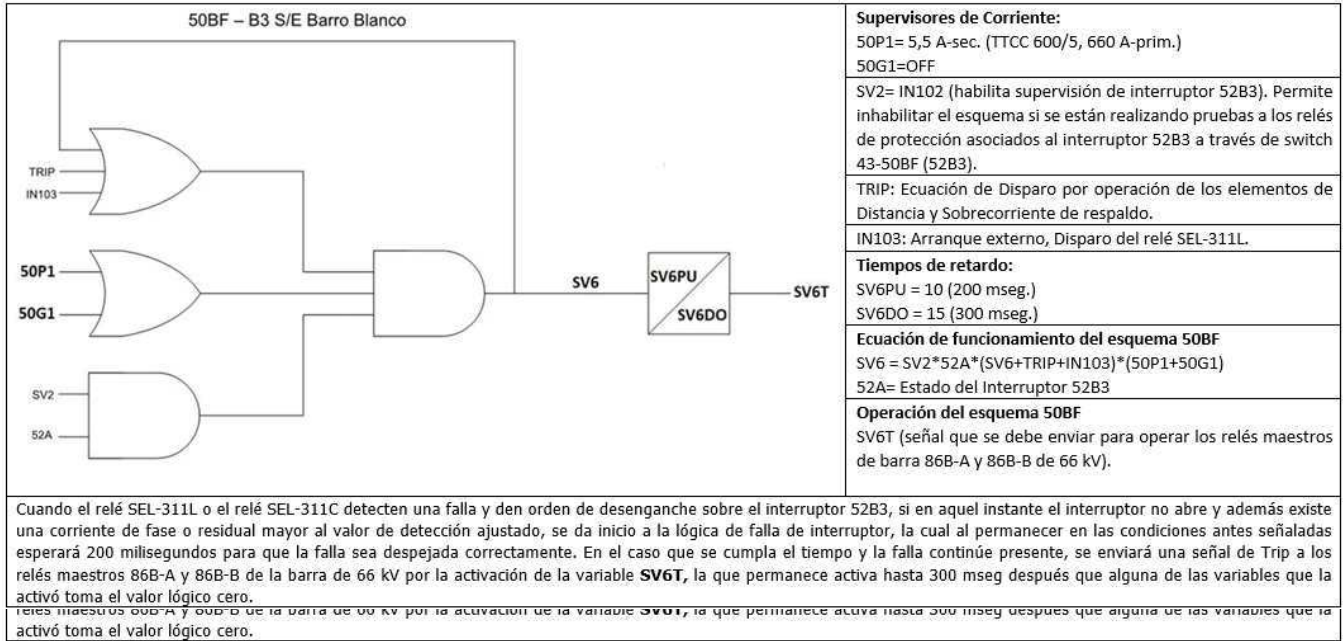 50BF – B3 S/E Barro Blanco
TRIP
IN103
50P1
50G1
SV2
52A
SV6
SV6PU
SV6DO
SV6T
Supervisores de Corriente:
50P1= 5,5 A-sec. (TTCC 600/5, 660 A-prim.)
50G1=OFF
SV2= IN102 (habilita supervisión de interruptor 52B3). Permite
inhabilitar el esquema si se están realizando pruebas a los relés
de protección asociados al interruptor 52B3 a través de switch
43-50BF (52B3).
TRIP: Ecuación de Disparo por operación de los elementos de
Distancia y Sobrecorriente de respaldo.
IN103: Arranque externo, Disparo del relé SEL-311L.
Tiempos de retardo:
SV6PU = 10 (200 mseg.)
SV6DO = 15 (300 mseg.)
Ecuación de funcionamiento del esquema 50BF
SV6 = SV2*52A*(SV6+TRIP+IN103)*(50P1+50G1)
52A= Estado del Interruptor 52B3
Operación del esquema 50BF
SV6T (señal que se debe enviar para operar los relés maestros
de barra 86B-A y 86B-B de 66 kV).
Cuando el relé SEL-311L o el relé SEL-311C detecten una falla y den orden de desenganche sobre el interruptor 52B3, si en aquel instante el interruptor no abre y además existe
una corriente de fase o residual mayor al valor de detección ajustado, se da inicio a la lógica de falla de interruptor, la cual al permanecer en las condiciones antes señaladas
esperará 200 milisegundos para que la falla sea despejada correctamente. En el caso que se cumpla el tiempo y la falla continúe presente, se enviará una señal de Trip a los
relés maestros 86B-A y 86B-B de la barra de 66 kV por la activación de la variable SV6T, la que permanece activa hasta 300 mseg después que alguna de las variables que la
activó toma el valor lógico cero.
relés maestros 86B-A y 86B-B de la barra de 66 kV por la activación de la variable SV6T, la que permanece activa hasta 300 mseg después que alguna de las variables que la
activó toma el valor lógico cero.